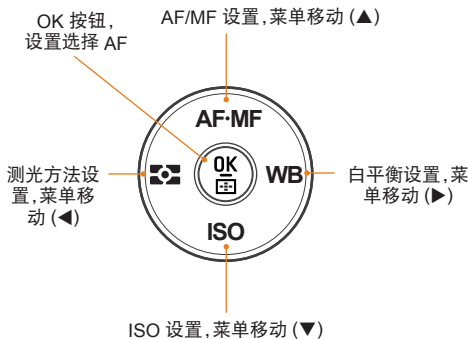 OK 按钮,
设置选择 AF
AF/MF 设置,菜单移动 (▲)
AF·MF
测光方法设
置,菜单移
动 (◀)
OK
WB
白平衡设置,菜
单移动 (▶)
ISO
ISO 设置,菜单移动 (▼)